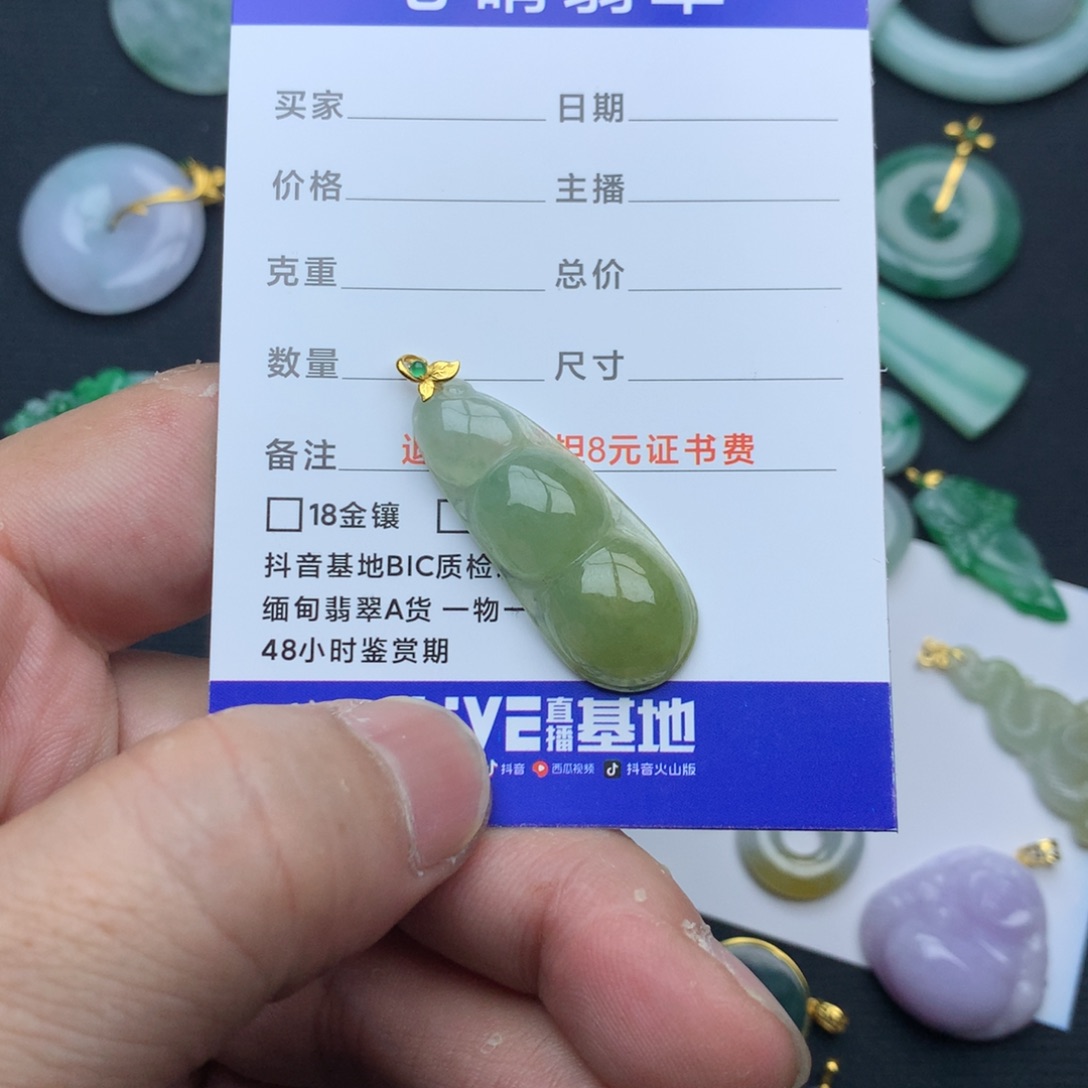 翡翠
买家 日期
价格 主播
克重 总价
数量 尺寸
备注 担8元证书费
18金镶
抖音基地BIC质检
缅甸翡翠A货 一物一
48小时鉴赏期
直播基地
抖音 西瓜视频 抖音火山版